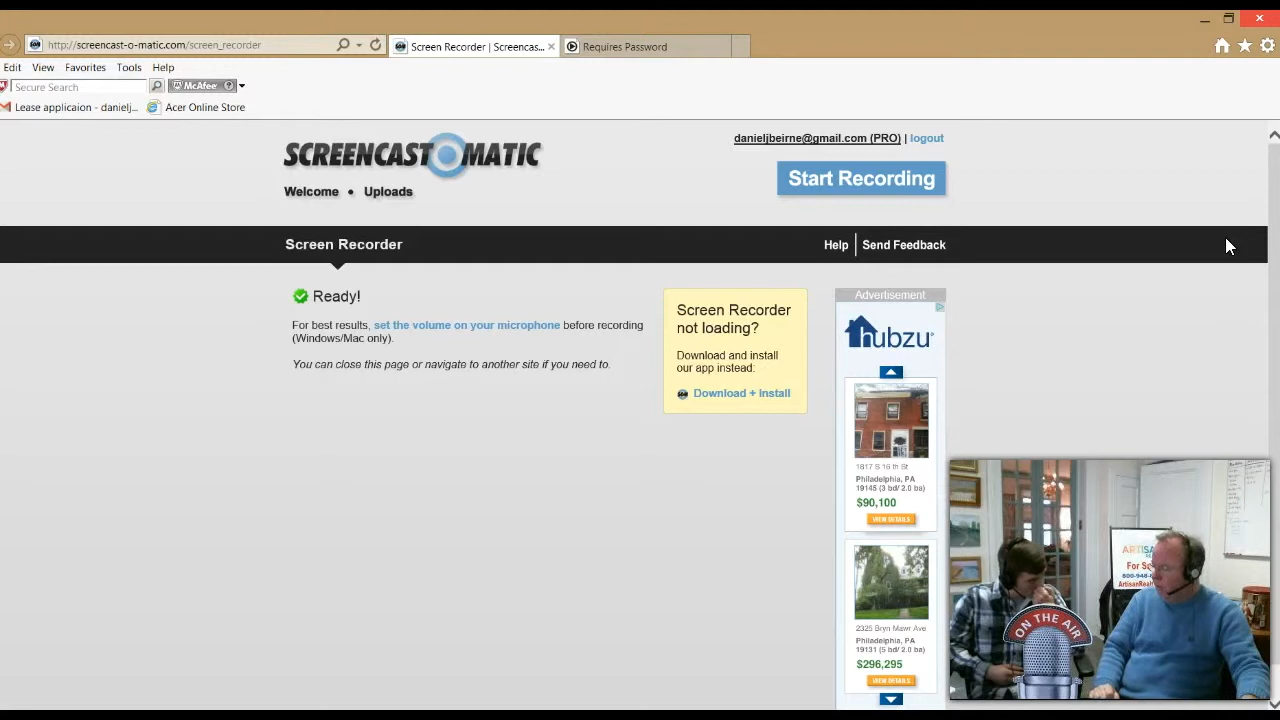 http://screencast-o-matic.com/screen_recorder
Screen Recorder | Screencas...
Requires Password
Edit View Favorites Tools Help
Secure Search
McAfee
Lease applicaion - danielj...
Acer Online Store
SCREENCAST-O-MATIC
danieljbeirne@gmail.com (PRO) | logout
Start Recording
Welcome • Uploads
Screen Recorder
Help
Send Feedback
Ready!
For best results, set the volume on your microphone before recording
(Windows/Mac only).
You can close this page or navigate to another site if you need to.
Screen Recorder
not loading?
Download and install
our app instead:
Download + Install
Advertisement
hubzu
1817 S 16 th St
Philadelphia, PA
19145 (3 bd/ 2.0 ba)
$90,100
VIEW DETAILS
2325 Bryn Mawr Ave
Philadelphia, PA
19131 (5 bd/ 2.0 ba)
$296,295
VIEW DETAILS
ARTISA
For S
800-948-
ArtisanRealt
ON THE AIR